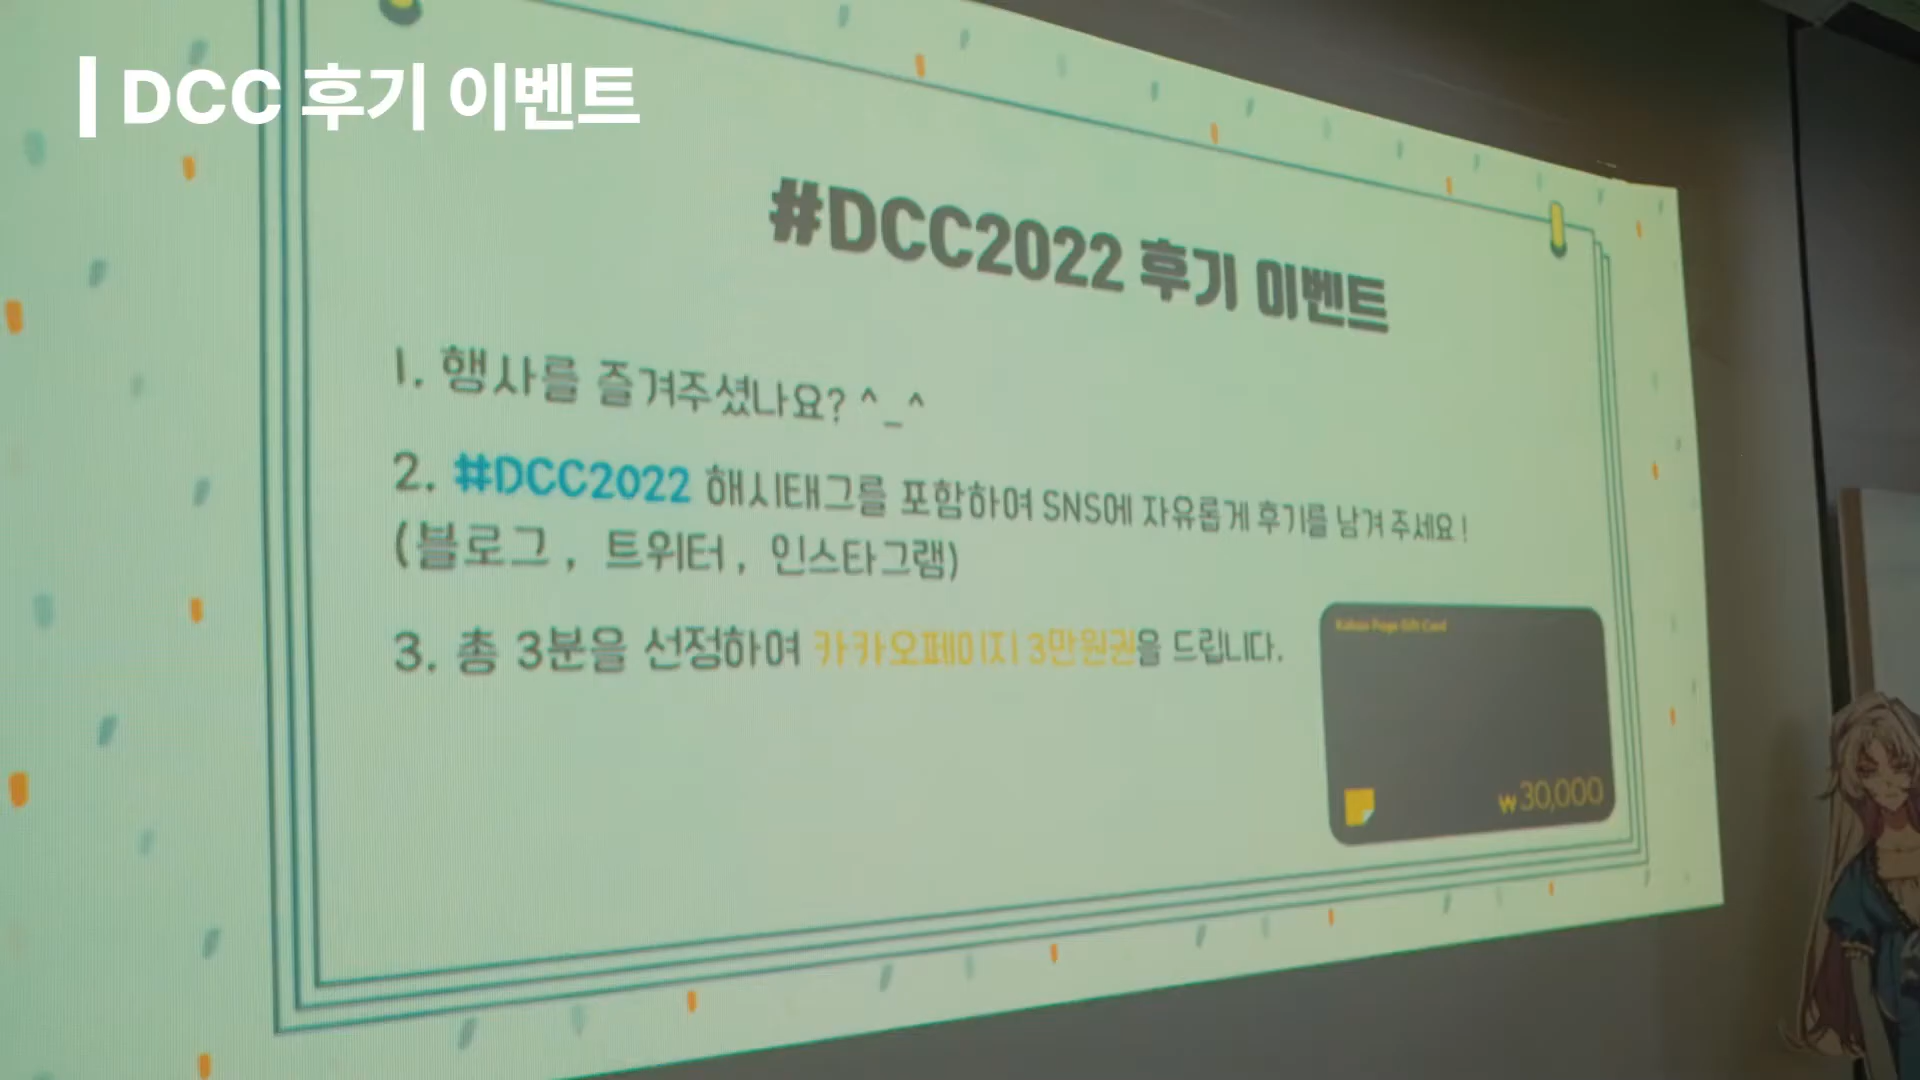 DCC 후기 이벤트
#DCC2022 후기 이벤트
1. 행사를 즐겨주셨나요? ^_^
2. #DCC2022 해시태그를 포함하여 SNS에 자유롭게 후기를 남겨 주세요!
(블로그, 트위터, 인스타그램)
3. 총 3분을 선정하여 카카오페이지 3만원권을 드립니다.
Kakao Page Gift Card
₩30,000